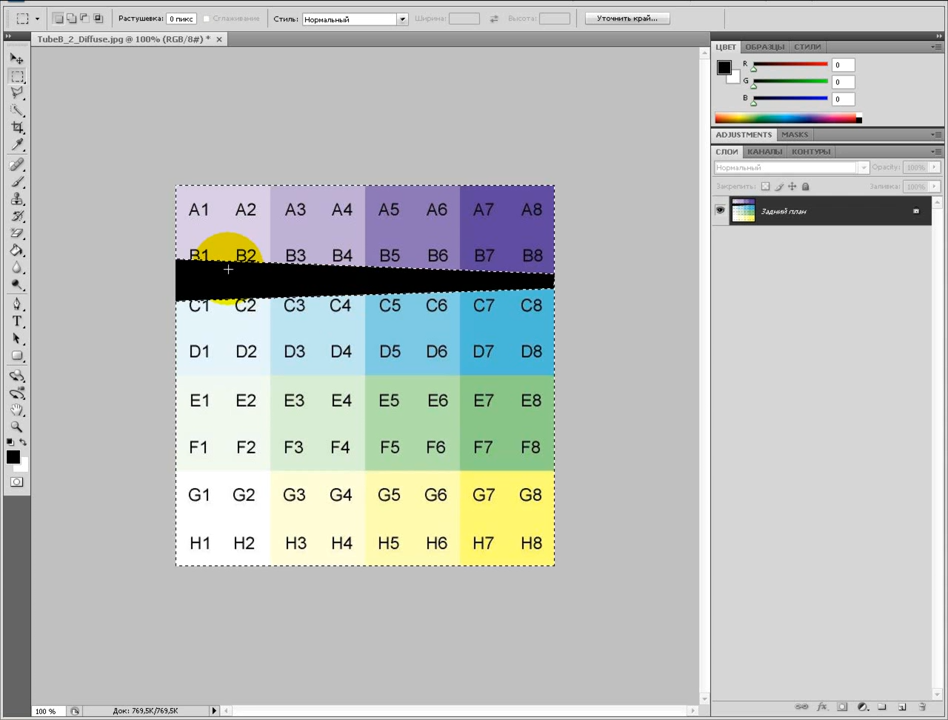 Растушевка: 0 пикс Сглаживание Стиль: Нормальный Ширина: Высота: Уточнить край...
TubeB_2_Diffuse.jpg @ 100% (RGB/8#) * ×
ЦВЕТ ОБРАЗЦЫ СТИЛИ
R 0
G 0
B 0
ADJUSTMENTS MASKS
СЛОИ КАНАЛЫ КОНТУРЫ
Нормальный Opacity: 100%
Закрепить: Заливка: 100%
Задний план
A1 A2 A3 A4 A5 A6 A7 A8
B1 B2 B3 B4 B5 B6 B7 B8
C1 C2 C3 C4 C5 C6 C7 C8
D1 D2 D3 D4 D5 D6 D7 D8
E1 E2 E3 E4 E5 E6 E7 E8
F1 F2 F3 F4 F5 F6 F7 F8
G1 G2 G3 G4 G5 G6 G7 G8
H1 H2 H3 H4 H5 H6 H7 H8
100 % Док: 769,5K/769,5K